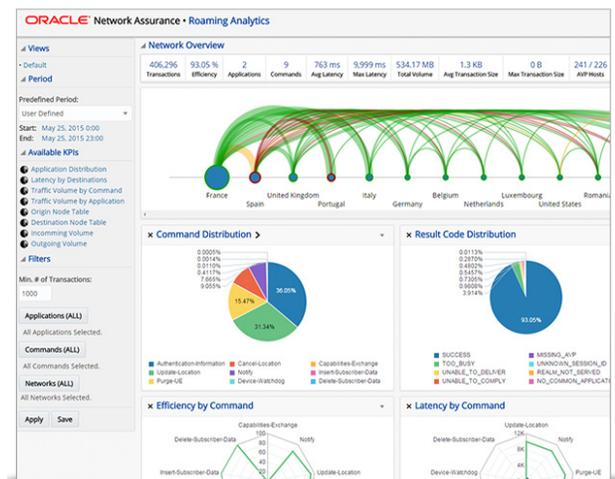 ORACLE Network Assurance • Roaming Analytics
Views
• Default
Period
Predefined Period:
User Defined
Start: May 25, 2015 0:00
End: May 25, 2015 23:00
Available KPIs
Application Distribution
Latency by Destinations
Traffic Volume by Command
Traffic Volume by Application
Origin Node Table
Destination Node Table
Incomming Volume
Outgoing Volume
Filters
Min. # of Transactions:
1000
Applications (ALL)
All Applications Selected.
Commands (ALL)
All Commands Selected.
Networks (ALL)
All Networks Selected.
Apply Save
Network Overview
406,296 93.05 % 2 9 763 ms 9,999 ms 534.17 MB 1.3 KB 0 B 241 / 226
Transactions Efficiency Applications Commands Avg Latency Max Latency Total Volume Avg Transaction Size Max Transaction Size AVP Hosts
France United Kingdom Italy Belgium Luxembourg Romani
Spain Portugal Germany Netherlands United States
× Command Distribution >
0.0005%
0.0014%
0.0110%
0.4117%
7.665%
9.055%
15.47%
36.05%
31.34%
Authentication-Information Cancel-Location Capabilities-Exchange
Update-Location Notify Insert-Subscriber-Data
Purge-UE Device-Watchdog Delete-Subscriber-Data
× Result Code Distribution
0.0113%
0.2870%
0.4802%
0.5457%
0.7305%
0.9608%
3.914%
93.05%
SUCCESS MISSING_AVP
TOO_BUSY UNKNOWN_SESSION_ID
UNABLE_TO_DELIVER REALM_NOT_SERVED
UNABLE_TO_COMPLY NO_COMMON_APPLICAT
× Efficiency by Command
Capabilities-Exchange
Delete-Subscriber-Data
100
80
60
40
20
Notify
Insert-Subscriber-Data
Update-Location
× Latency by Command
Update-Location
12K
8K
4K
Delete-Subscriber-Data
Notify
Device-Watchdog
Purge-UE